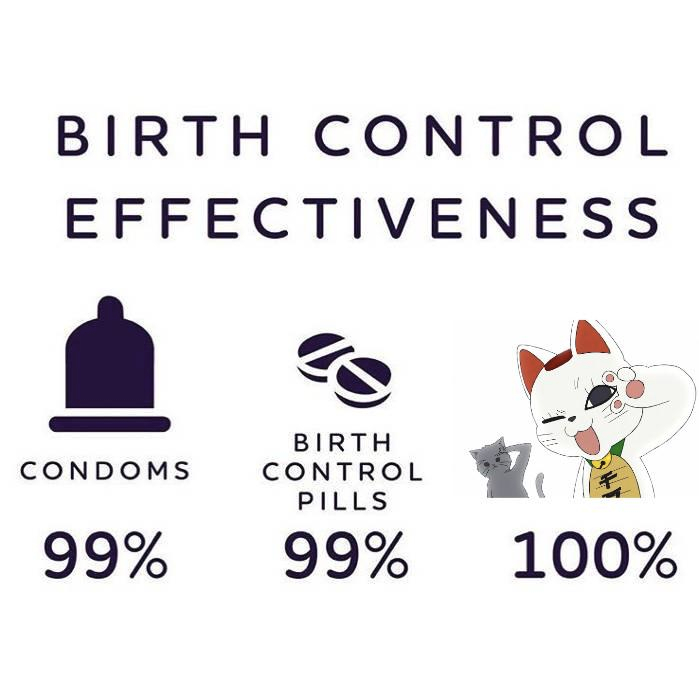 BIRTH CONTROL
EFFECTIVENESS
CONDOMS
99%
BIRTH
CONTROL
PILLS
99%
100%